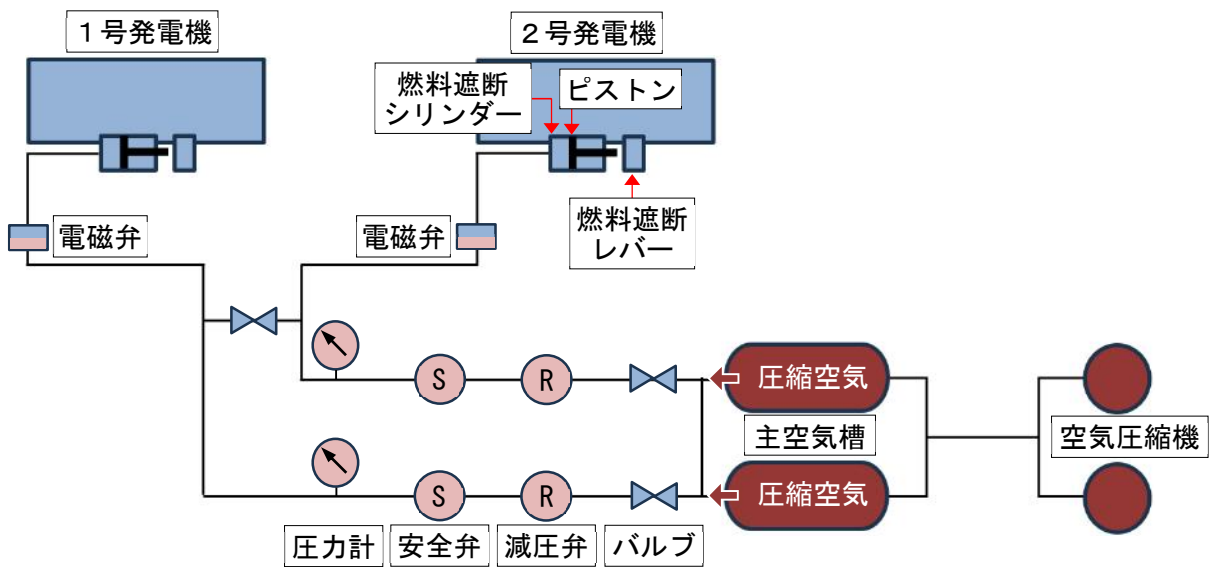 １号発電機
２号発電機
燃料遮断
シリンダー
ピストン
電磁弁
電磁弁
燃料遮断
レバー
S
R
圧縮空気
主空気槽
空気圧縮機
S
R
圧縮空気
圧力計
安全弁
減圧弁
バルブ